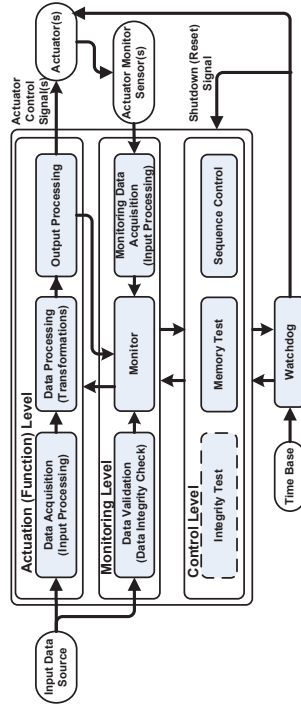 Input Data
Source
Actuation (Function) Level
Data Acquisition
(Input Processing)
Data Processing
(Transformations)
Output Processing
Actuator
Control
Signal(s)
Actuator(s)
Monitoring Level
Data Validation
(Data Integrity Check)
Monitor
Monitoring Data
Acquisition
(Input Processing)
Actuator Monitor
Sensor(s)
Control Level
Integrity Test
Memory Test
Sequence Control
Shutdown (Reset)
Signal
Time Base
Watchdog